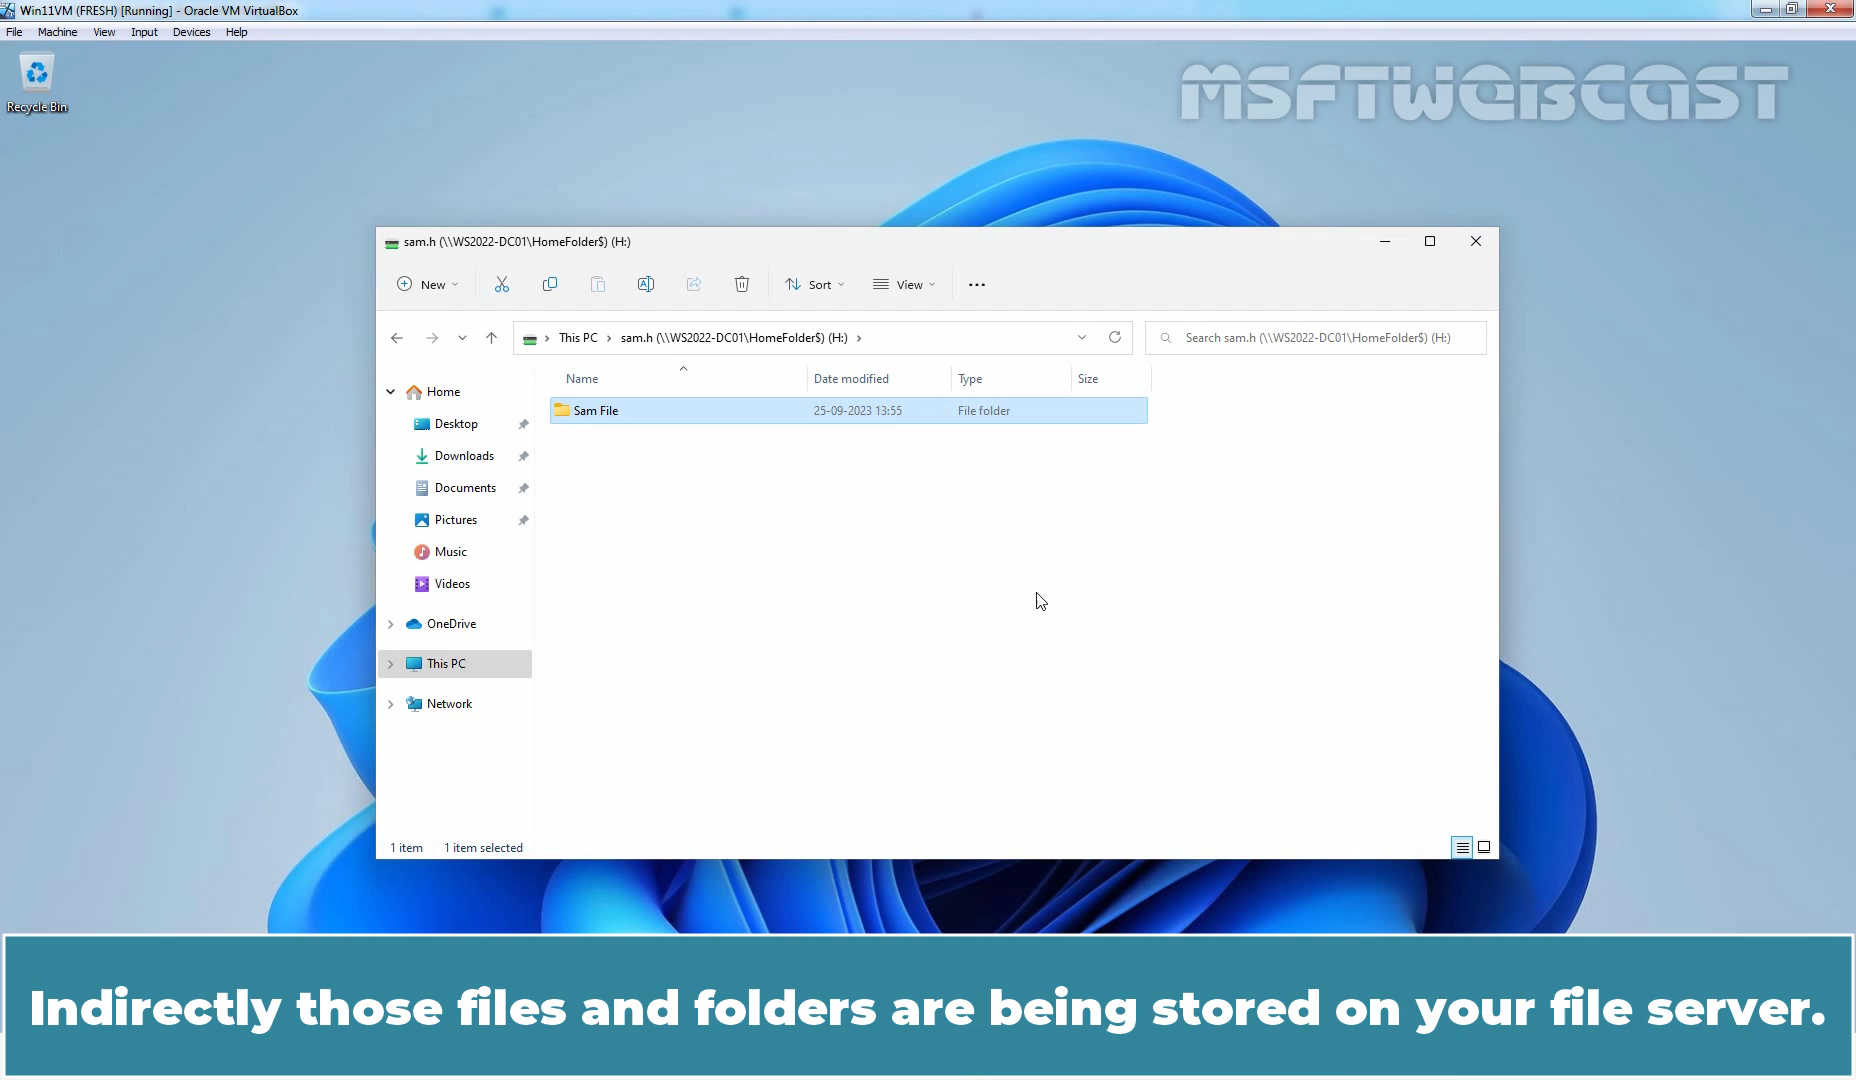 Win11VM (FRESH) [Running] - Oracle VM VirtualBox
File Machine View Input Devices Help
Recycle Bin
MSFTWEBCAST
sam.h (\\WS2022-DC01\HomeFolder$) (H:)
New Sort View
This PC sam.h (\\WS2022-DC01\HomeFolder$) (H:) Search sam.h (\\WS2022-DC01\HomeFolder$) (H:)
Name Date modified Type Size
Home
Sam File 25-09-2023 13:55 File folder
Desktop
Downloads
Documents
Pictures
Music
Videos
OneDrive
This PC
Network
1 item 1 item selected
Indirectly those files and folders are being stored on your file server.